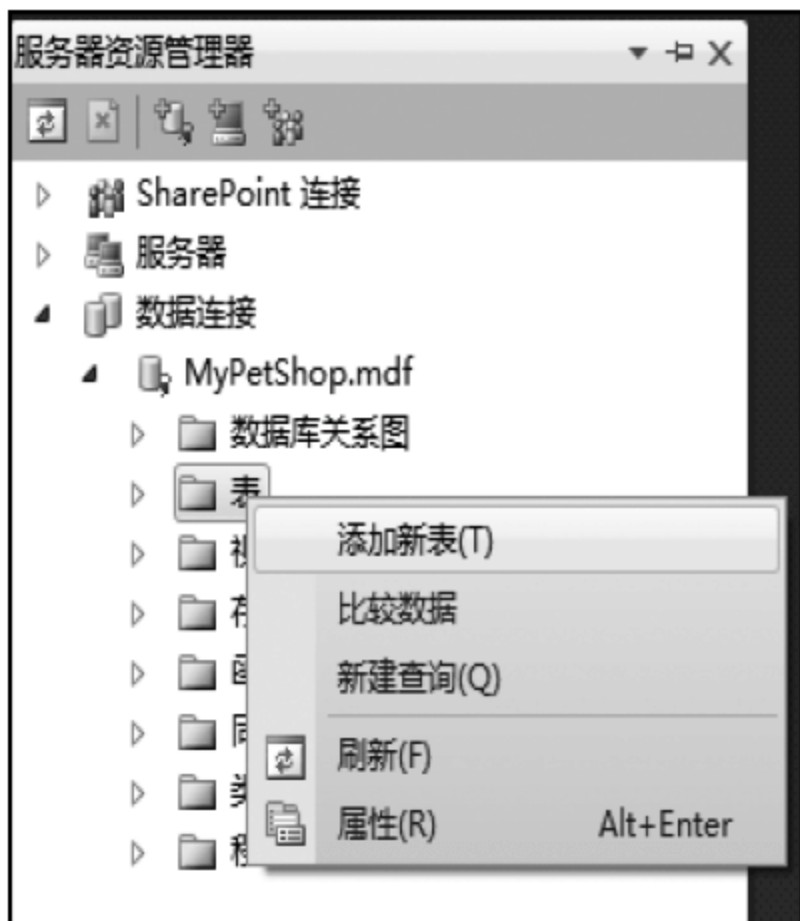 服务器资源管理器
SharePoint 连接
服务器
数据连接
MyPetShop.mdf
数据库关系图
表
添加新表(T)
比较数据
新建查询(Q)
刷新(F)
属性(R) Alt+Enter